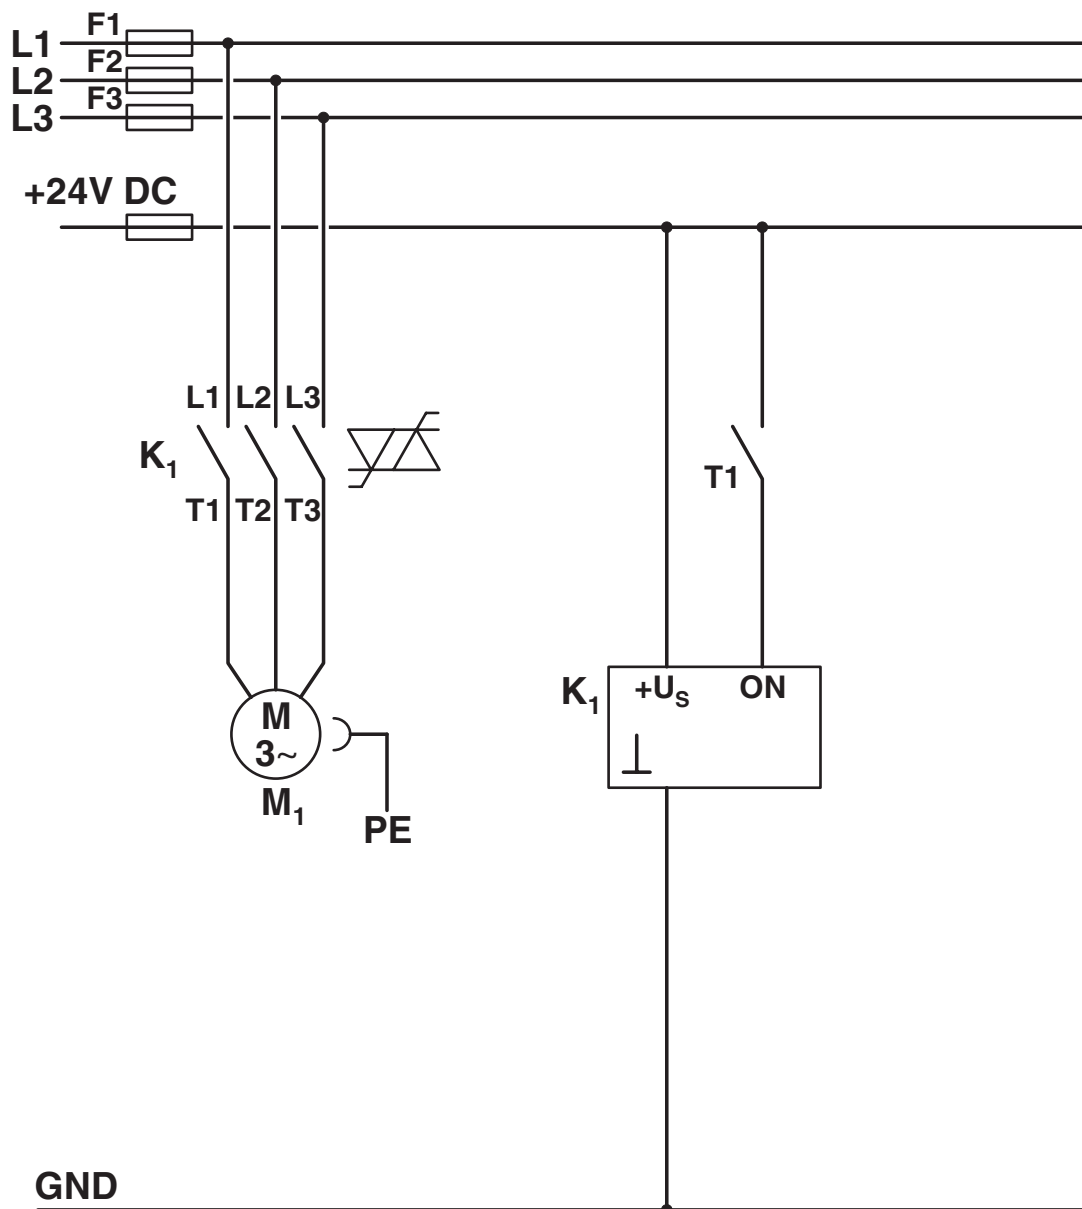 F1
L1
F2
L2
F3
L3
+24V DC
L1 L2 L3
K₁
T1 T2 T3
T1
M
3~
M₁
PE
K₁ +Uₛ ON
GND